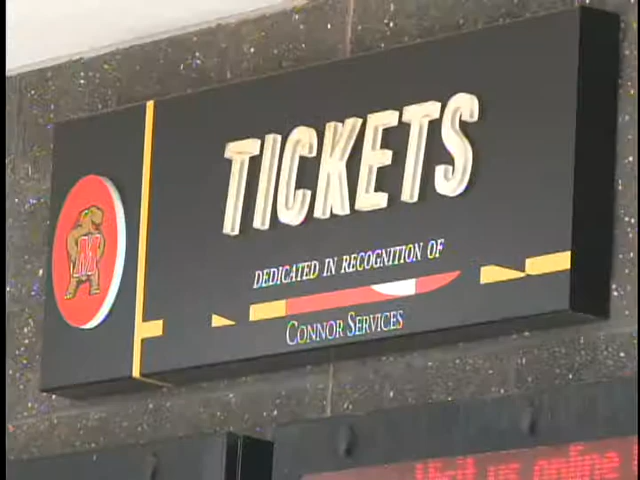 TICKETS
DEDICATED IN RECOGNITION OF
CONNOR SERVICES
M
Visit us online